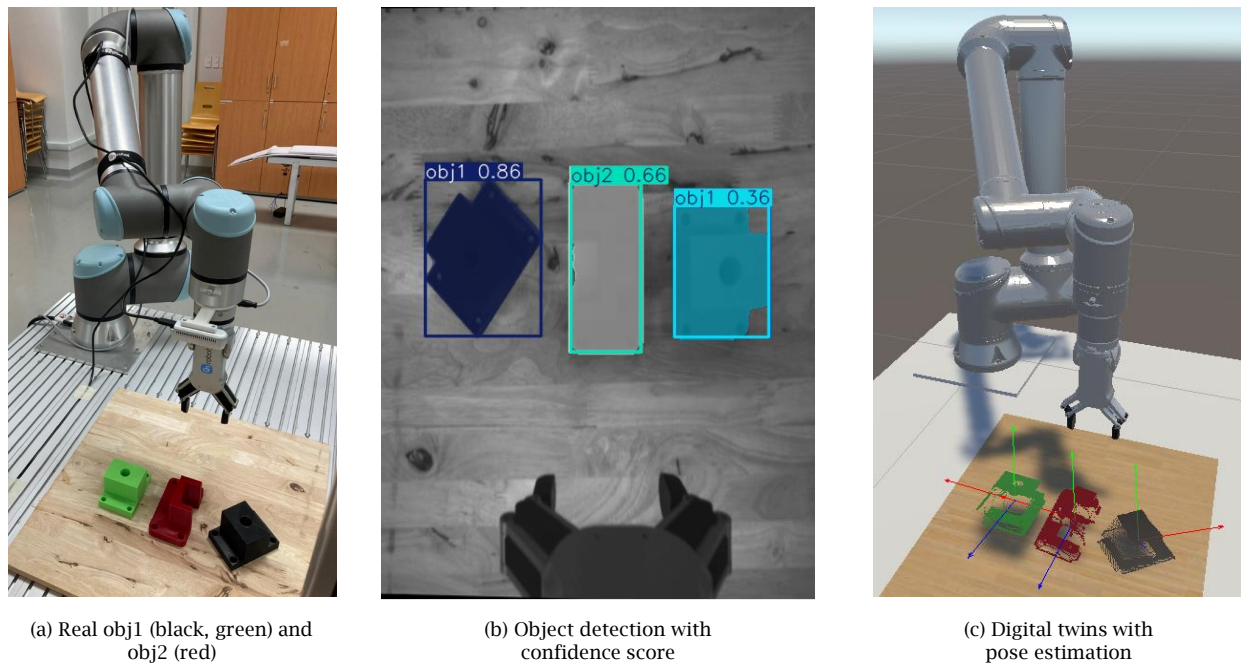 obj1 0.86
obj2 0.66
obj1 0.36
(a) Real obj1 (black, green) and
obj2 (red)
(b) Object detection with
confidence score
(c) Digital twins with
pose estimation